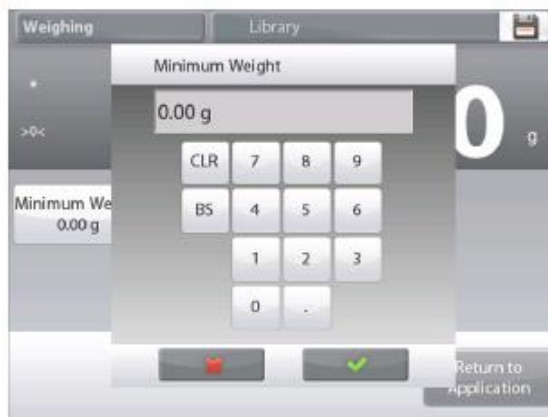 Weighing
Library
Minimum Weight
0.00 g
>0<
0
g
CLR 7 8 9
Minimum We
0.00 g
BS 4 5 6
1 2 3
0 .
Return to
Application